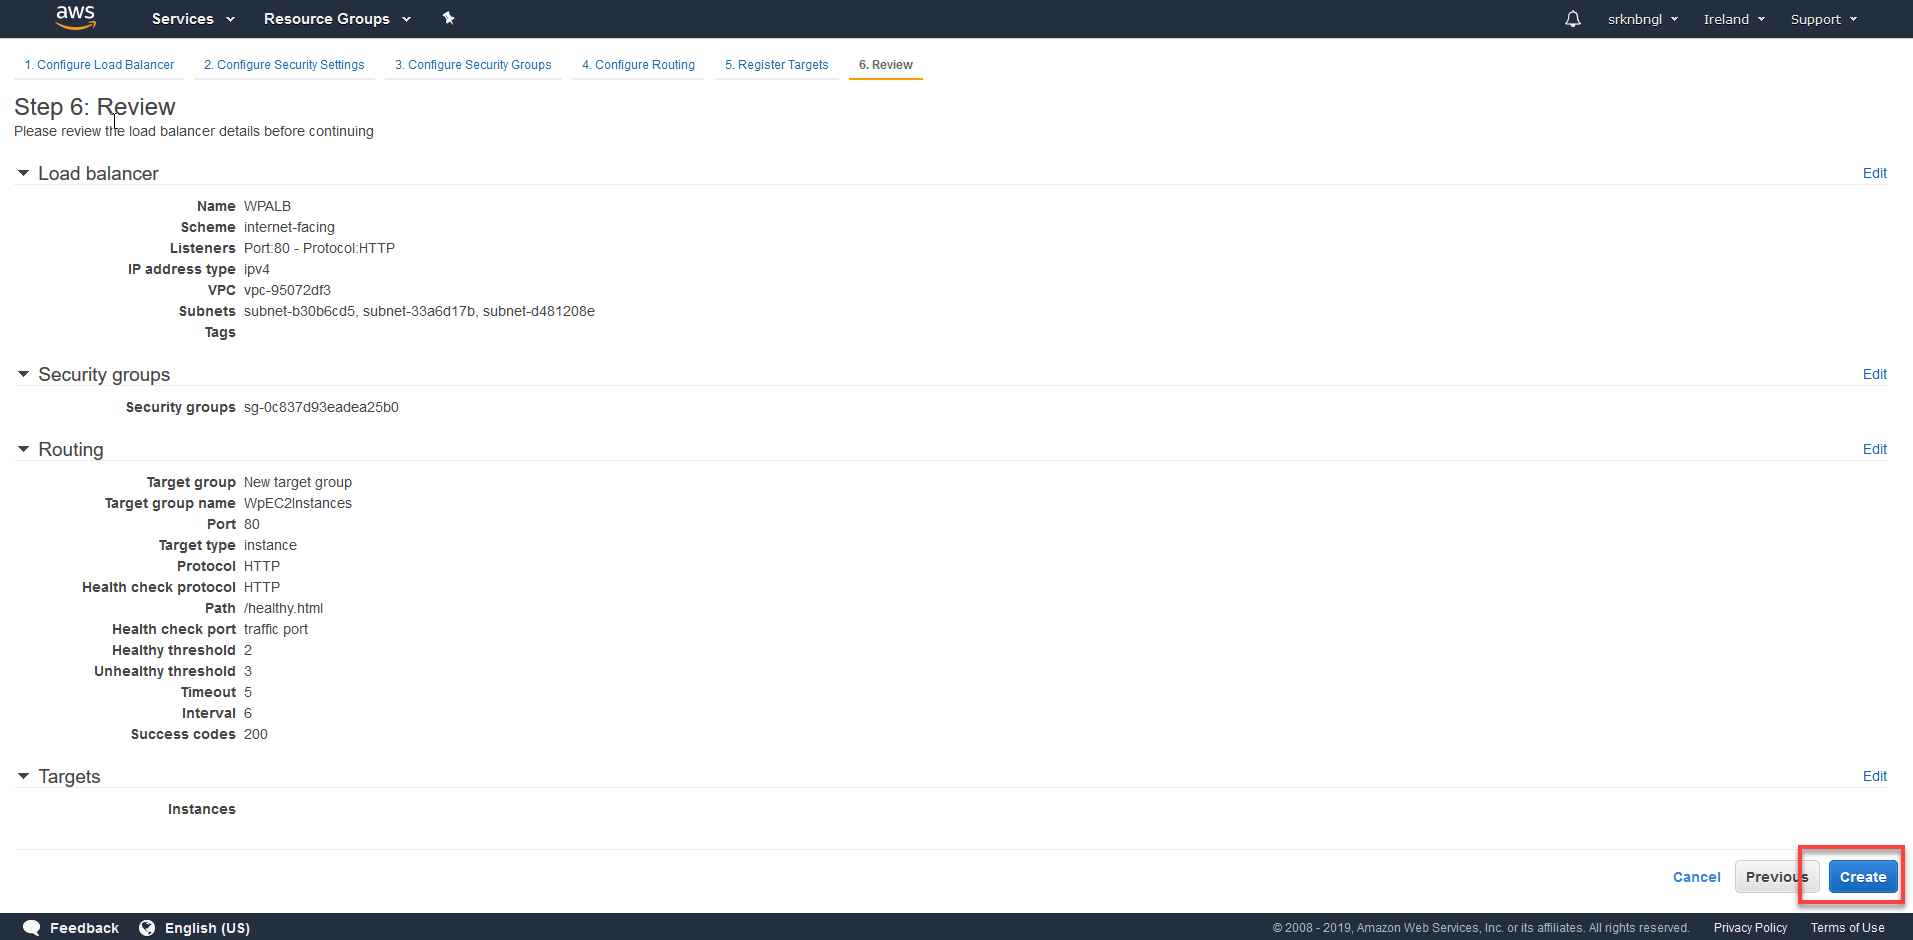 aws Services Resource Groups srknbngl Ireland Support
1. Configure Load Balancer 2. Configure Security Settings 3. Configure Security Groups 4. Configure Routing 5. Register Targets 6. Review
Step 6: Review
Please review the load balancer details before continuing
Load balancer Edit
Name WPALB
Scheme internet-facing
Listeners Port:80 - Protocol:HTTP
IP address type ipv4
VPC vpc-95072df3
Subnets subnet-b30b6cd5, subnet-33a6d17b, subnet-d481208e
Tags
Security groups Edit
Security groups sg-0c837d93eadea25b0
Routing Edit
Target group New target group
Target group name WpEC2Instances
Port 80
Target type instance
Protocol HTTP
Health check protocol HTTP
Path /healthy.html
Health check port traffic port
Healthy threshold 2
Unhealthy threshold 3
Timeout 5
Interval 6
Success codes 200
Targets Edit
Instances
Cancel Previous Create
Feedback English (US) © 2008 - 2019, Amazon Web Services, Inc. or its affiliates. All rights reserved. Privacy Policy Terms of Use